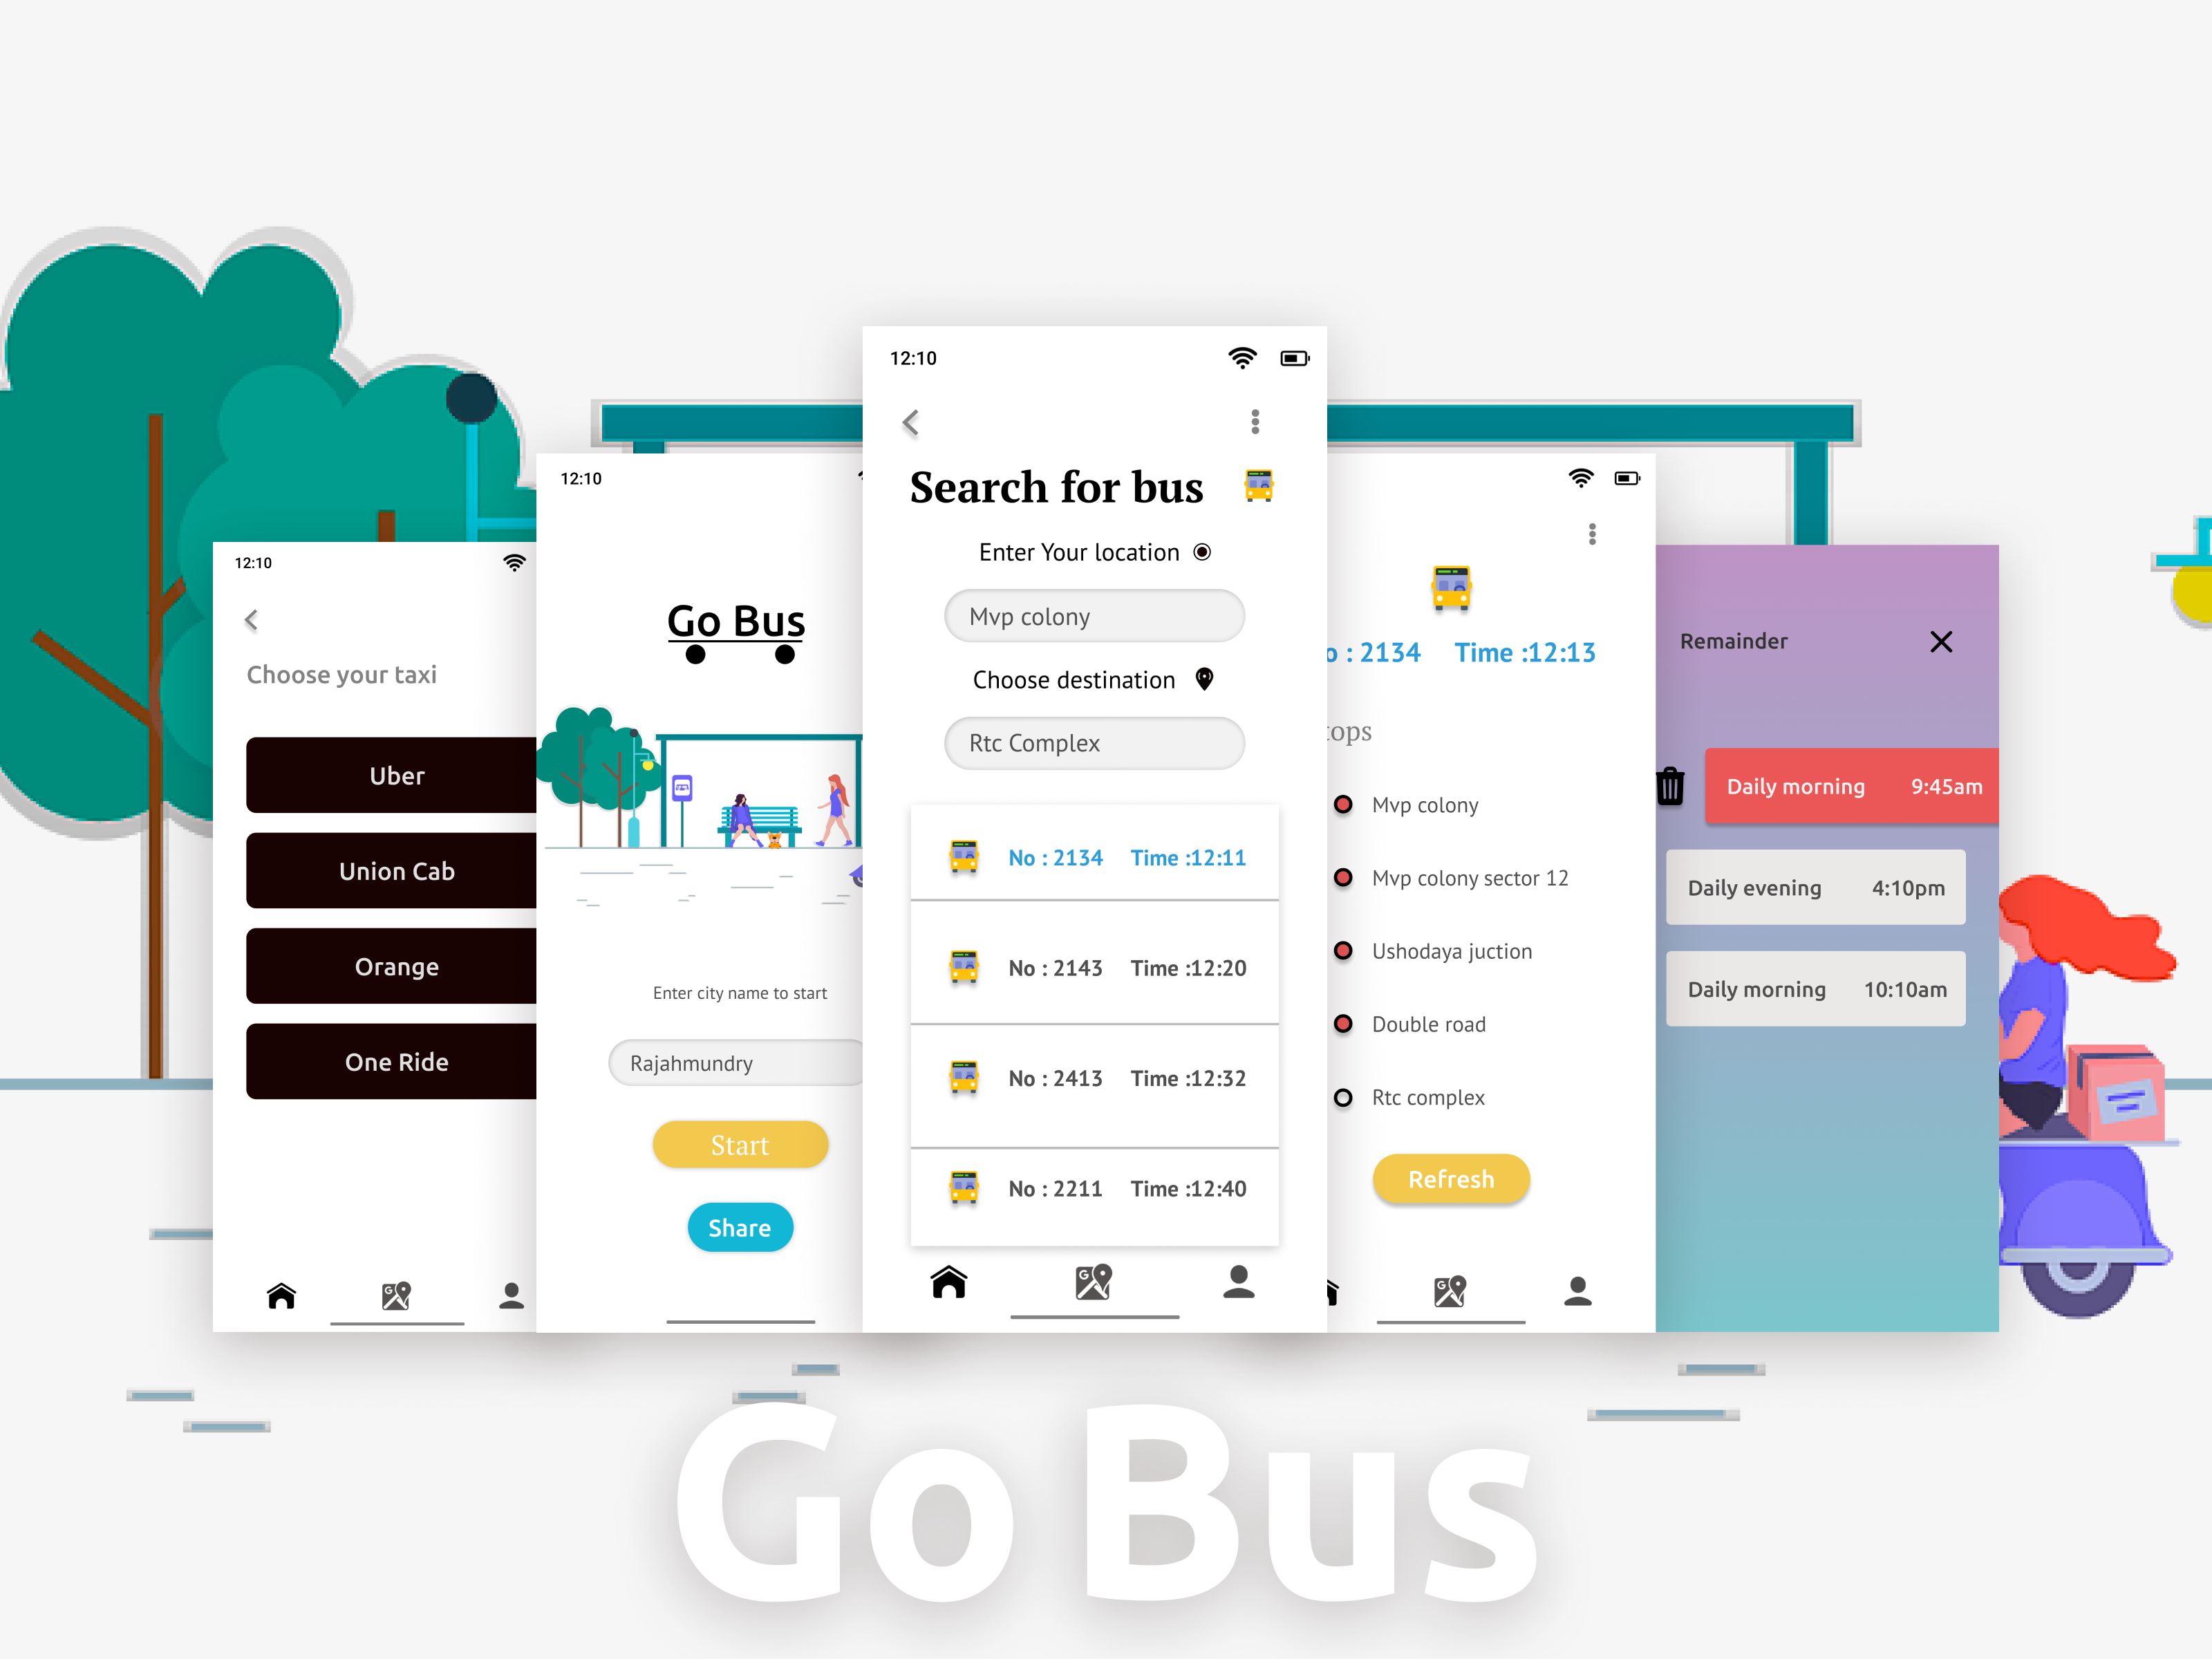 12:10
Choose your taxi
Uber
Union Cab
Orange
One Ride
12:10
Go Bus
Enter city name to start
Rajahmundry
Start
Share
12:10
Search for bus
Enter Your location
Mvp colony
Choose destination
Rtc Complex
No : 2134 Time :12:11
No : 2143 Time :12:20
No : 2413 Time :12:32
No : 2211 Time :12:40
G
o : 2134 Time :12:13
tops
Mvp colony
Mvp colony sector 12
Ushodaya juction
Double road
Rtc complex
Refresh
Remainder
Daily morning 9:45am
Daily evening 4:10pm
Daily morning 10:10am
Go Bus